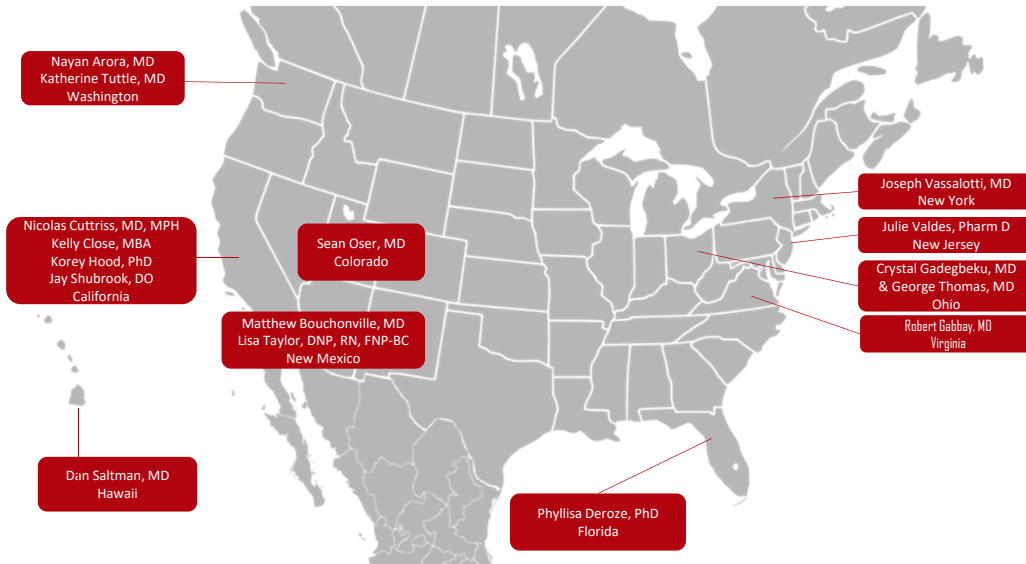 Nayan Arora, MD
Katherine Tuttle, MD
Washington
Nicolas Cuttriss, MD, MPH
Kelly Close, MBA
Korey Hood, PhD
Jay Shubrook, DO
California
Sean Oser, MD
Colorado
Matthew Bouchonville, MD
Lisa Taylor, DNP, RN, FNP-BC
New Mexico
Dan Saltman, MD
Hawaii
Phyllisa Deroze, PhD
Florida
Joseph Vassalotti, MD
New York
Julie Valdes, Pharm D
New Jersey
Crystal Gadegbeku, MD
& George Thomas, MD
Ohio
Robert Gabbay, MD
Virginia